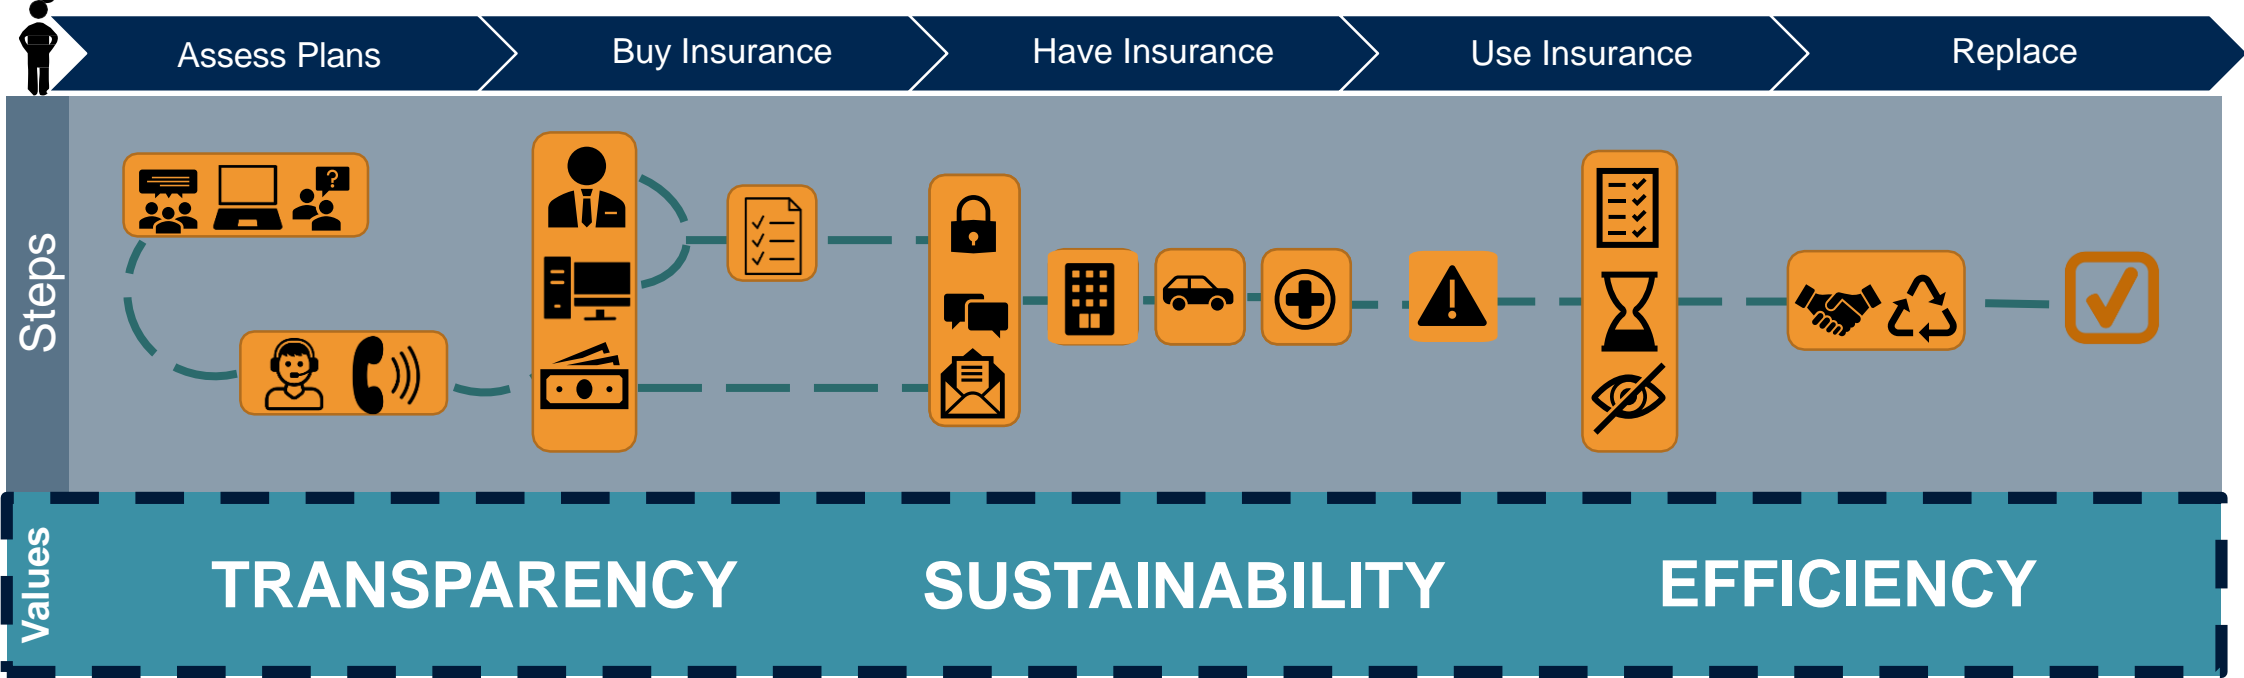 Assess Plans
Buy Insurance
Have Insurance
Use Insurance
Replace
?
Steps
Values
TRANSPARENCY
SUSTAINABILITY
EFFICIENCY